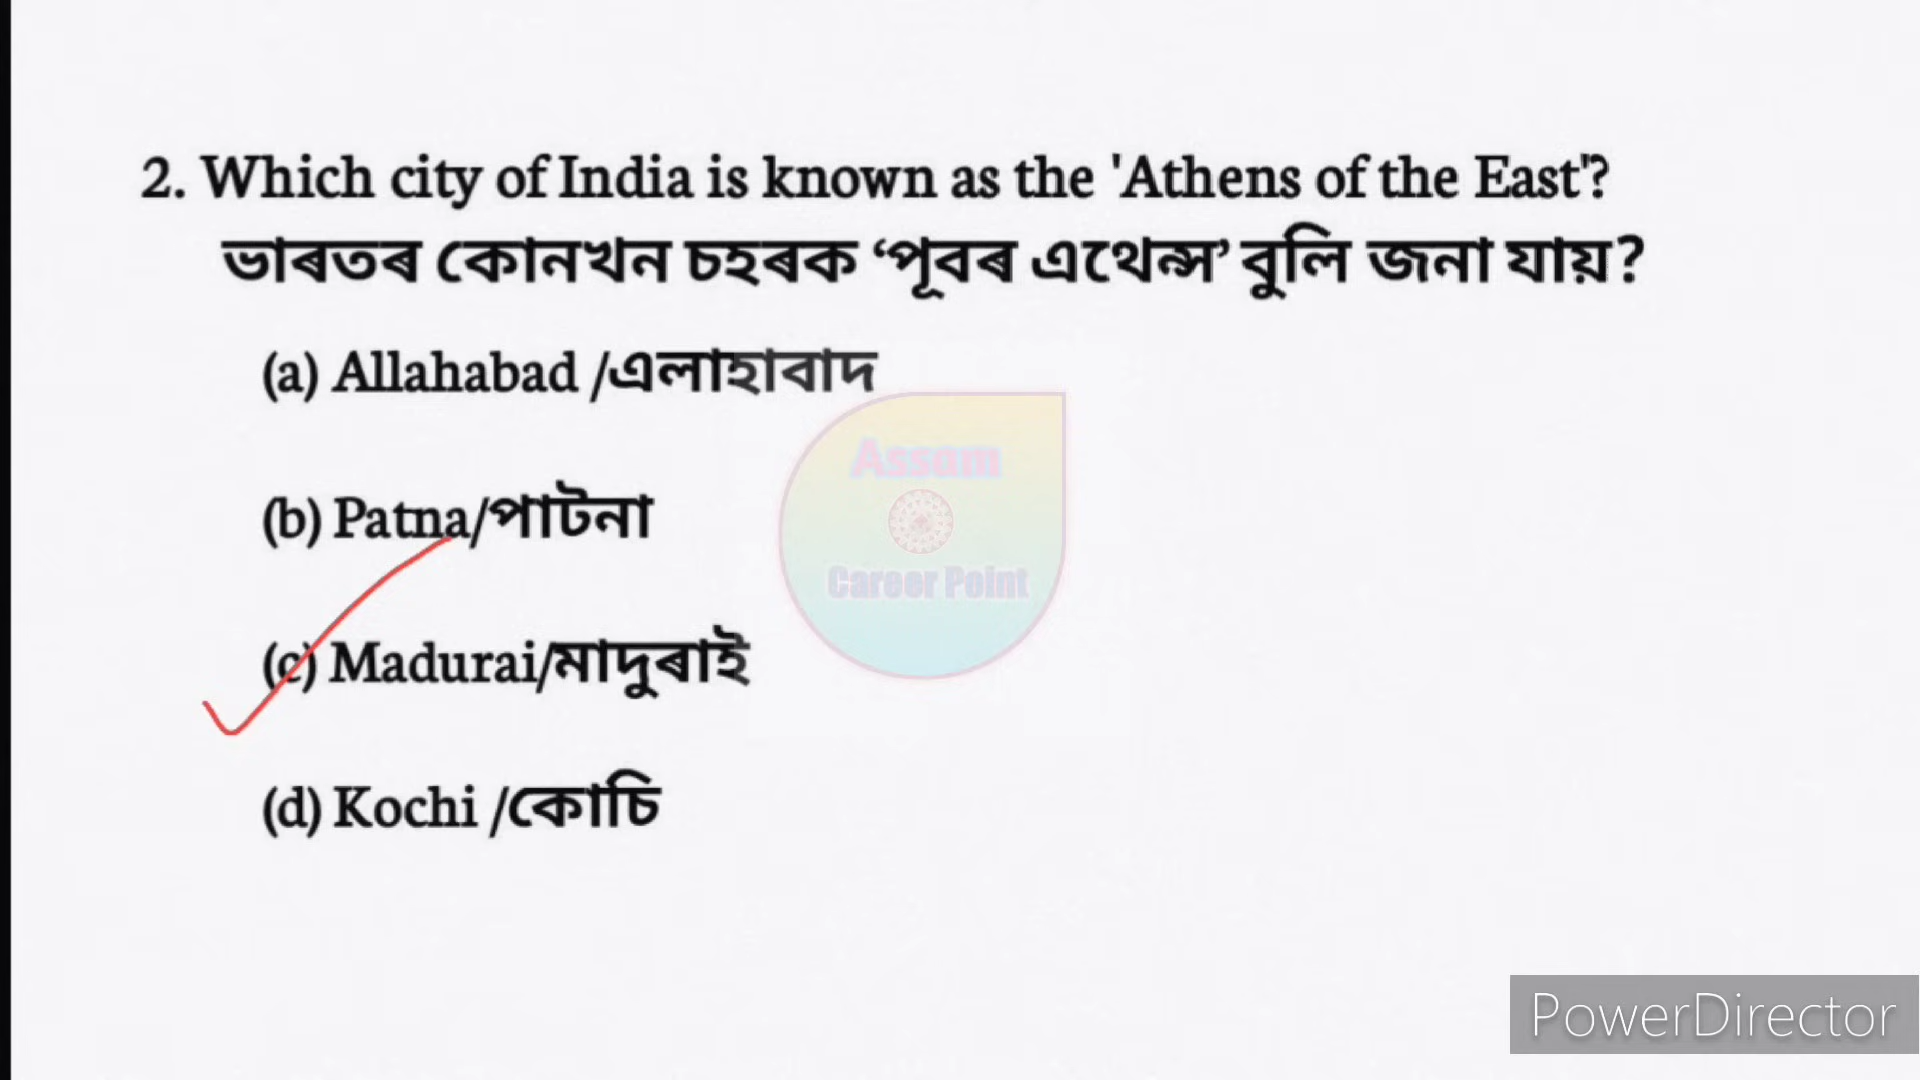 2. Which city of India is known as the 'Athens of the East'?
ভাৰতৰ কোনখন চহৰক ‘পূবৰ এথেন্স’ বুলি জনা যায়?
(a) Allahabad /এলাহাবাদ
Assam
(b) Patna/পাটনা
Career Point
(c) Madurai/মাদুৰাই
(d) Kochi /কোচি
PowerDirector